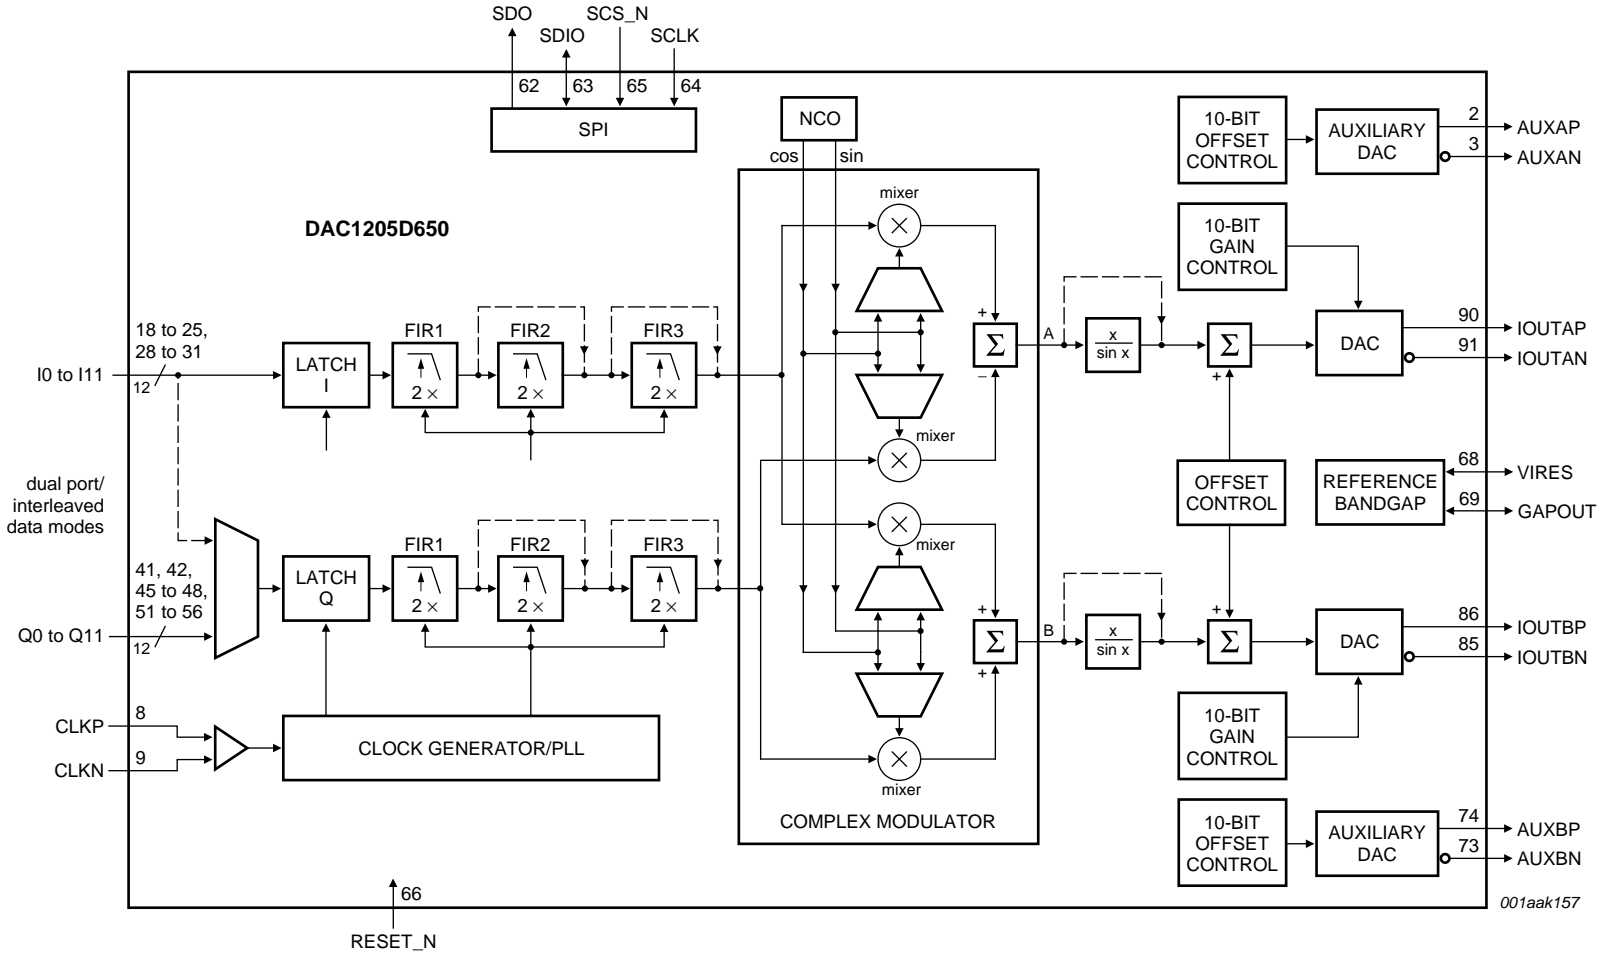 SDO
SDIO
SCS_N
SCLK
62
63
65
64
SPI
NCO
cos
sin
DAC1205D650
mixer
10-BIT
OFFSET
CONTROL
AUXILIARY
DAC
2
AUXAP
3
AUXAN
10-BIT
GAIN
CONTROL
18 to 25,
28 to 31
I0 to I11
12
LATCH
I
FIR1
2 ×
FIR2
2 ×
FIR3
2 ×
+
Σ
−
A
x
sin x
Σ
+
DAC
90
IOUTAP
91
IOUTAN
mixer
dual port/
interleaved
data modes
OFFSET
CONTROL
REFERENCE
BANDGAP
68
VIRES
69
GAPOUT
mixer
41, 42,
45 to 48,
51 to 56
Q0 to Q11
12
LATCH
Q
FIR1
2 ×
FIR2
2 ×
FIR3
2 ×
+
Σ
+
B
x
sin x
+
Σ
DAC
86
IOUTBP
85
IOUTBN
8
CLKP
9
CLKN
CLOCK GENERATOR/PLL
mixer
COMPLEX MODULATOR
10-BIT
GAIN
CONTROL
10-BIT
OFFSET
CONTROL
AUXILIARY
DAC
74
AUXBP
73
AUXBN
66
RESET_N
001aak157